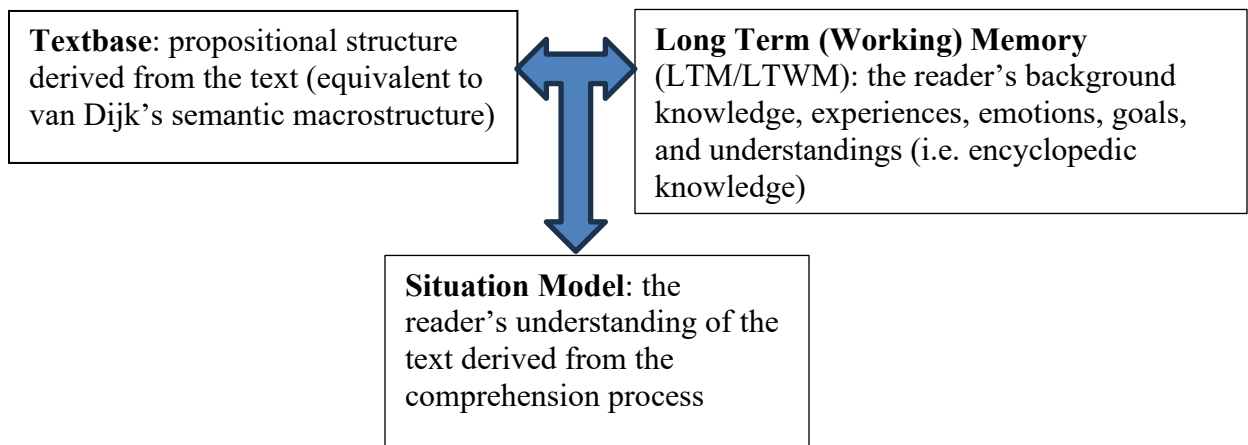 Textbase: propositional structure
derived from the text (equivalent to
van Dijk’s semantic macrostructure)
Long Term (Working) Memory
(LTM/LTWM): the reader’s background
knowledge, experiences, emotions, goals,
and understandings (i.e. encyclopedic
knowledge)
Situation Model: the
reader’s understanding of the
text derived from the
comprehension process